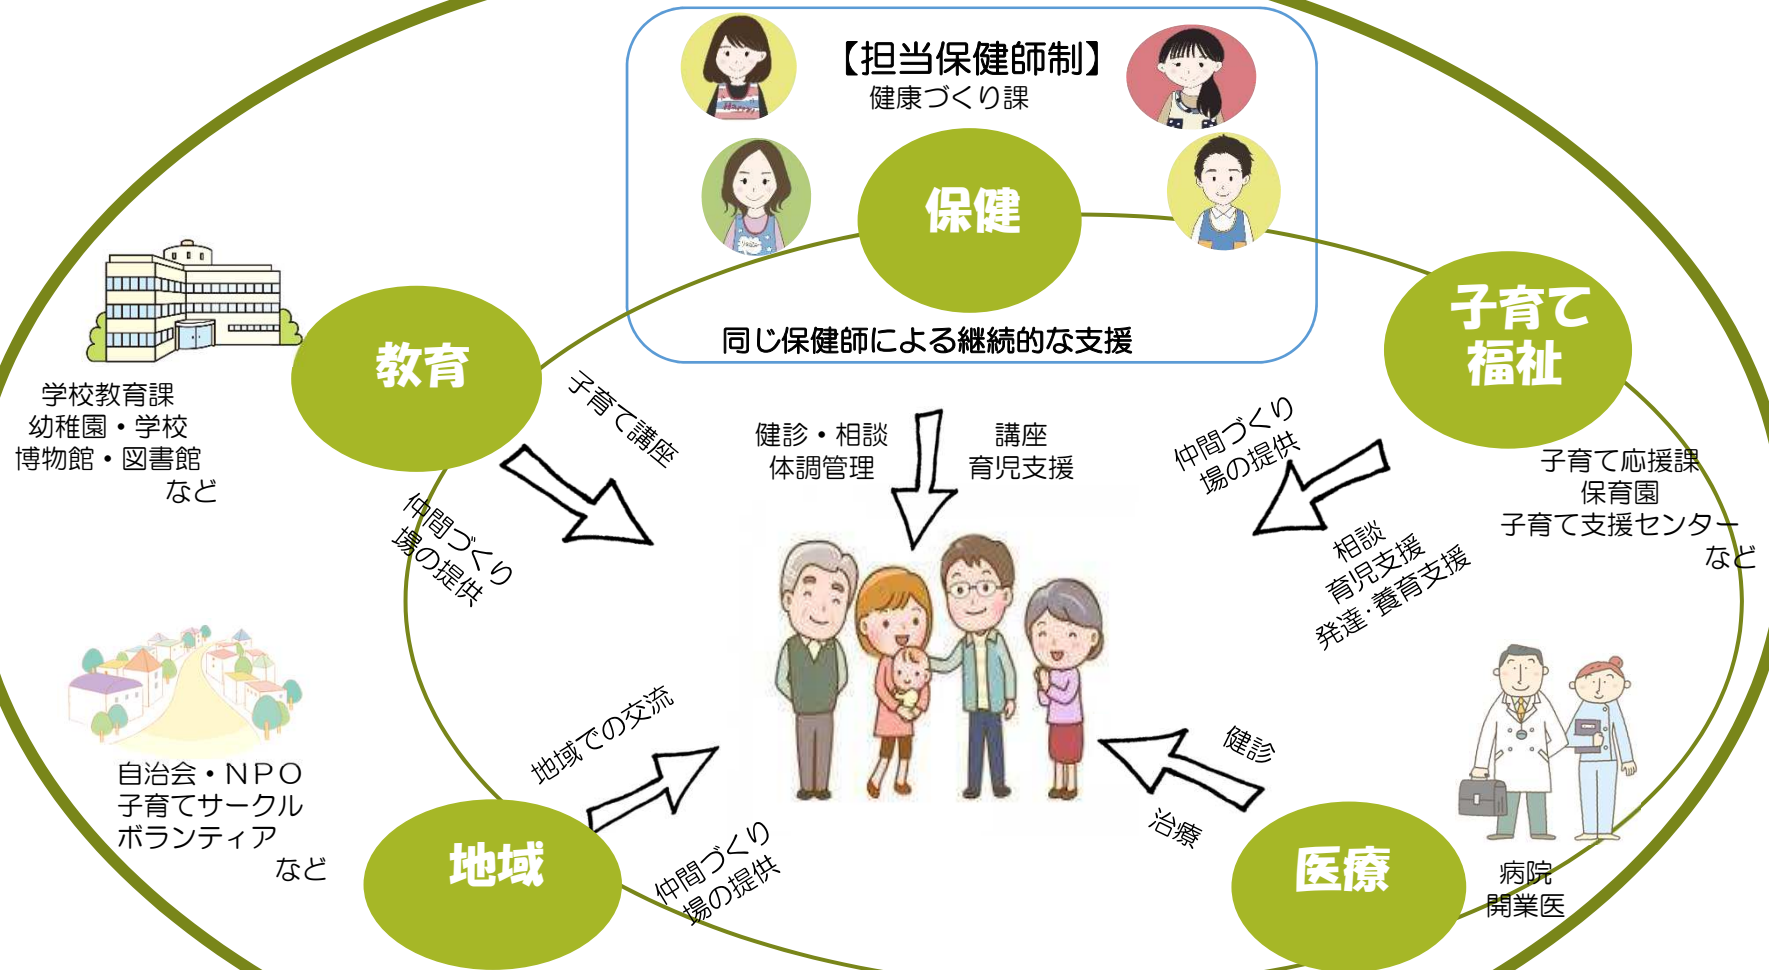 【担当保健師制】
健康づくり課
保健
同じ保健師による継続的な支援
教育
学校教育課
幼稚園・学校
博物館・図書館
など
子育て講座
仲間づくり
場の提供
健診・相談
体調管理
講座
育児支援
子育て
福祉
子育て応援課
保育園
子育て支援センター
など
仲間づくり
場の提供
相談
育児支援
発達・養育支援
自治会・NPO
子育てサークル
ボランティア
など
地域
地域での交流
仲間づくり
場の提供
医療
健診
治療
病院
開業医